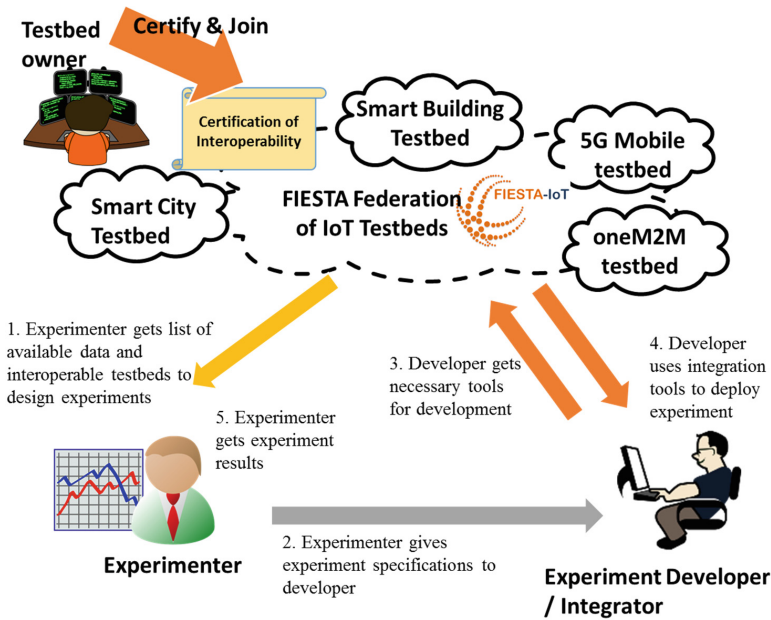 Testbed
owner
Certify & Join
Certification of
Interoperability
Smart Building
Testbed
5G Mobile
testbed
Smart City
Testbed
FIESTA Federation
of IoT Testbeds
FIESTA-IoT
oneM2M
testbed
1. Experimenter gets list of
available data and
interoperable testbeds to
design experiments
3. Developer gets
necessary tools
for development
4. Developer
uses integration
tools to deploy
experiment
5. Experimenter
gets experiment
results
Experimenter
2. Experimenter gives
experiment specifications to
developer
Experiment Developer
/ Integrator